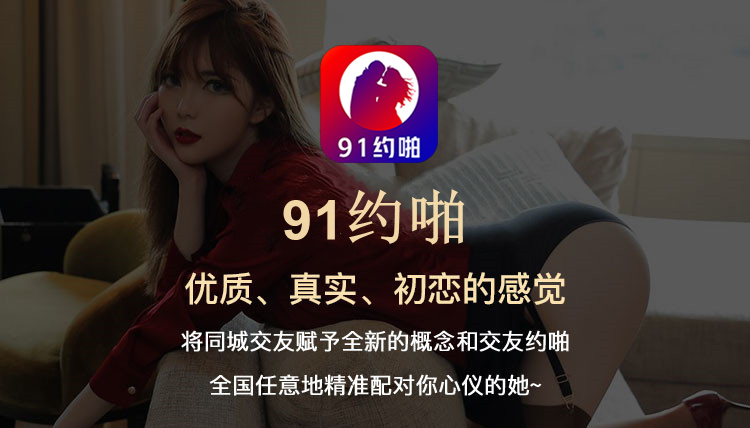 91约啪
91约啪
优质、真实、初恋的感觉
将同城交友赋予全新的概念和交友约啪
全国任意地精准配对你心仪的她~